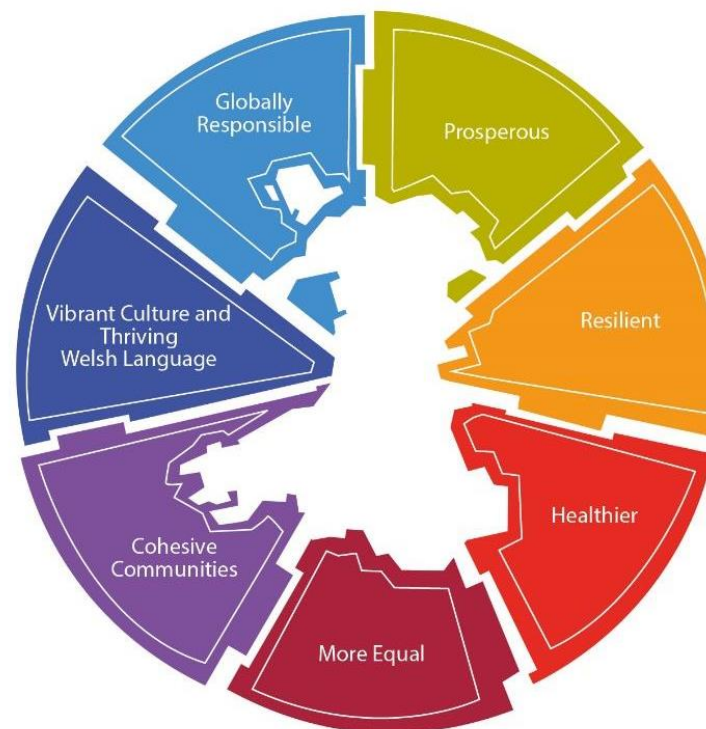 Globally
Responsible
Prosperous
Resilient
Healthier
More Equal
Cohesive
Communities
Vibrant Culture and
Thriving
Welsh Language